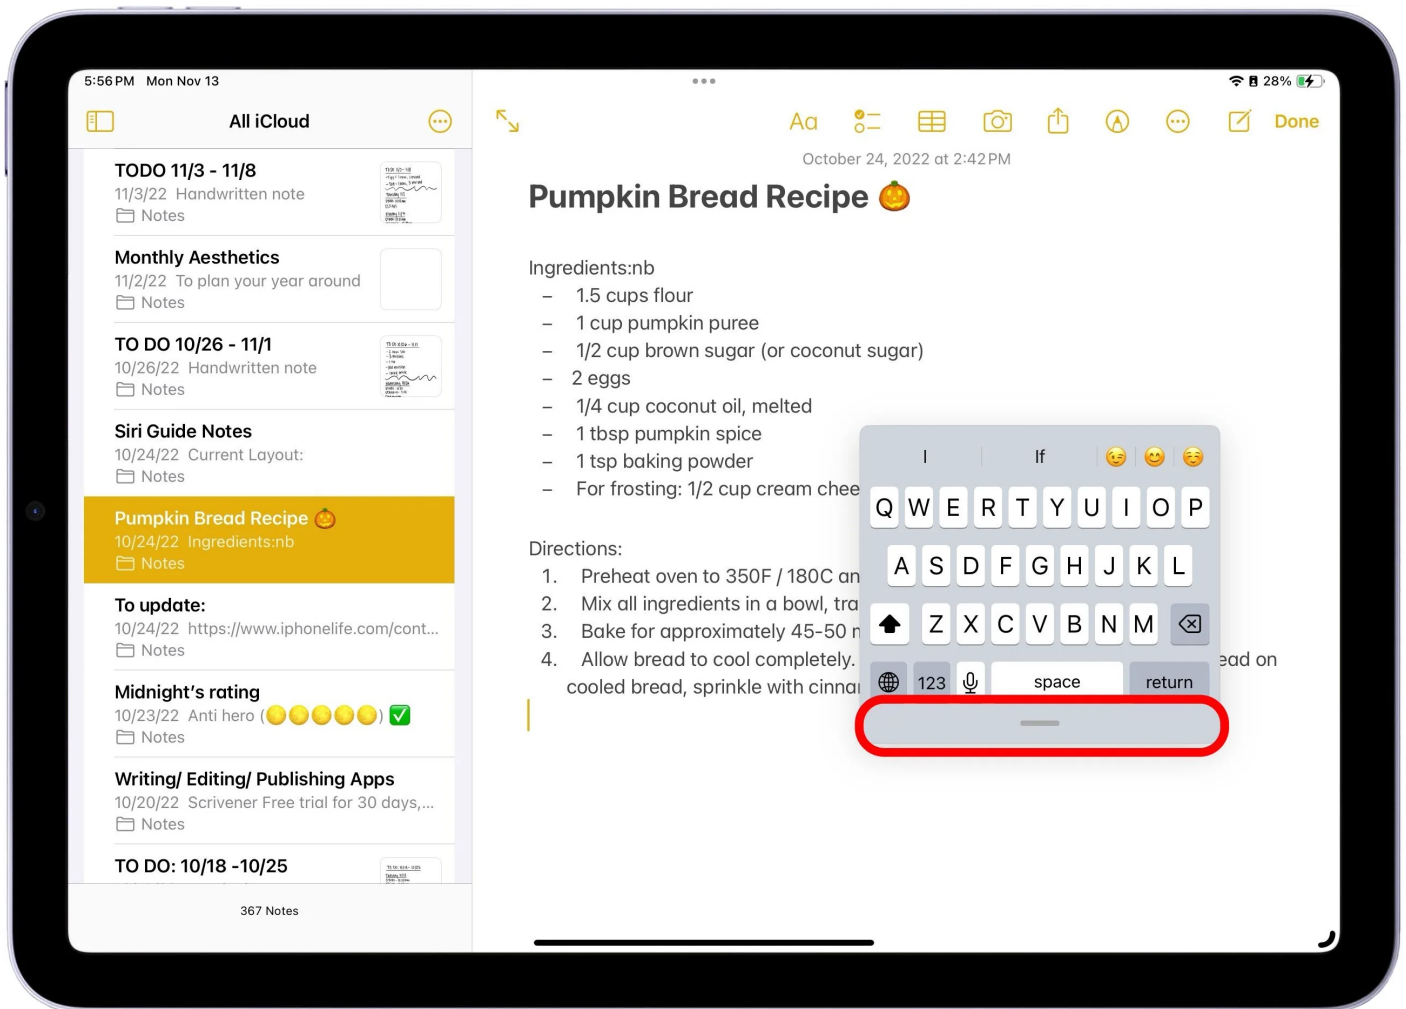 5:56 PM Mon Nov 13
28%
All iCloud
Aa
Done
TODO 11/3 - 11/8
11/3/22 Handwritten note
Notes
Monthly Aesthetics
11/2/22 To plan your year around
Notes
TO DO 10/26 - 11/1
10/26/22 Handwritten note
Notes
Siri Guide Notes
10/24/22 Current Layout:
Notes
Pumpkin Bread Recipe 🎃
10/24/22 Ingredients:nb
Notes
To update:
10/24/22 https://www.iphonelife.com/cont...
Notes
Midnight's rating
10/23/22 Anti hero (🌕🌕🌕🌕🌕) ✅
Notes
Writing/ Editing/ Publishing Apps
10/20/22 Scrivener Free trial for 30 days,...
Notes
TO DO: 10/18 -10/25
367 Notes
October 24, 2022 at 2:42 PM
Pumpkin Bread Recipe 🎃
Ingredients:nb
– 1.5 cups flour
– 1 cup pumpkin puree
– 1/2 cup brown sugar (or coconut sugar)
– 2 eggs
– 1/4 cup coconut oil, melted
– 1 tbsp pumpkin spice
– 1 tsp baking powder
– For frosting: 1/2 cup cream chee
Directions:
1. Preheat oven to 350F / 180C an
2. Mix all ingredients in a bowl, tra
3. Bake for approximately 45-50 m
4. Allow bread to cool completely. ead on
cooled bread, sprinkle with cinna
I If 😉 😊 ☺️
Q W E R T Y U I O P
A S D F G H J K L
Z X C V B N M
123 space return